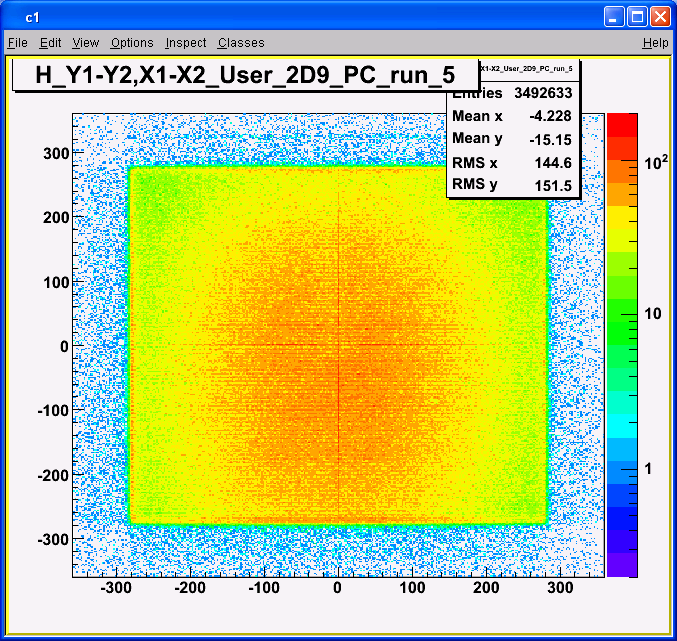 c1
File Edit View Options Inspect Classes Help
H_Y1-Y2,X1-X2_User_2D9_PC_run_5
X1-X2_User_2D9_PC_run_5
Entries 3492633
Mean x -4.228
Mean y -15.15
RMS x 144.6
RMS y 151.5
300
200
100
0
-100
-200
-300
-300 -200 -100 0 100 200 300
10²
10
1